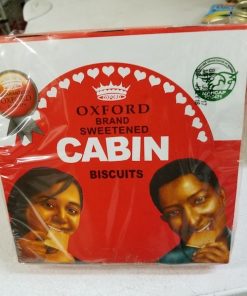 OXFORD
BRAND
SWEETENED
CABIN
BISCUITS